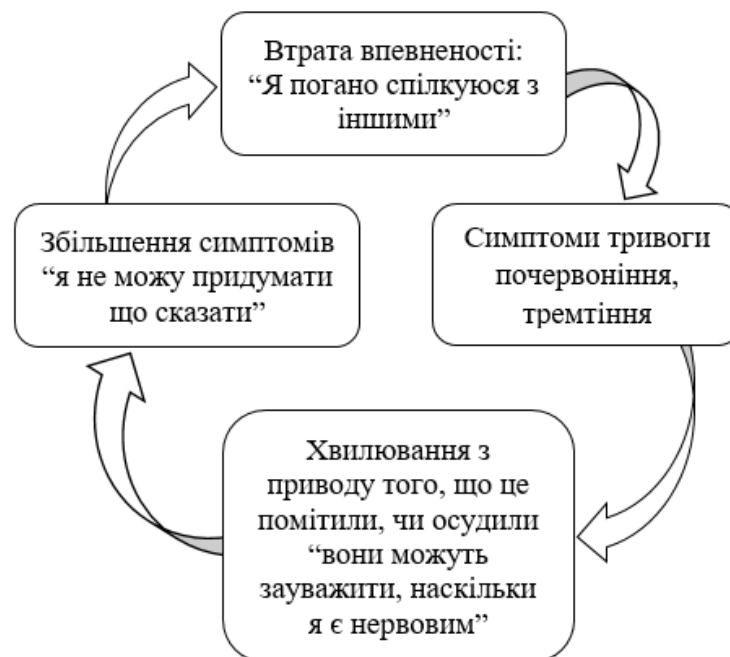 Втрата впевненості:
“Я погано спілкуюся з
іншими”
Симптоми тривоги
почервоніння,
тремтіння
Хвилювання з
приводу того, що це
помітили, чи осудили
“вони можуть
зауважити, наскільки
я є нервовим”
Збільшення симптомів
“я не можу придумати
що сказати”